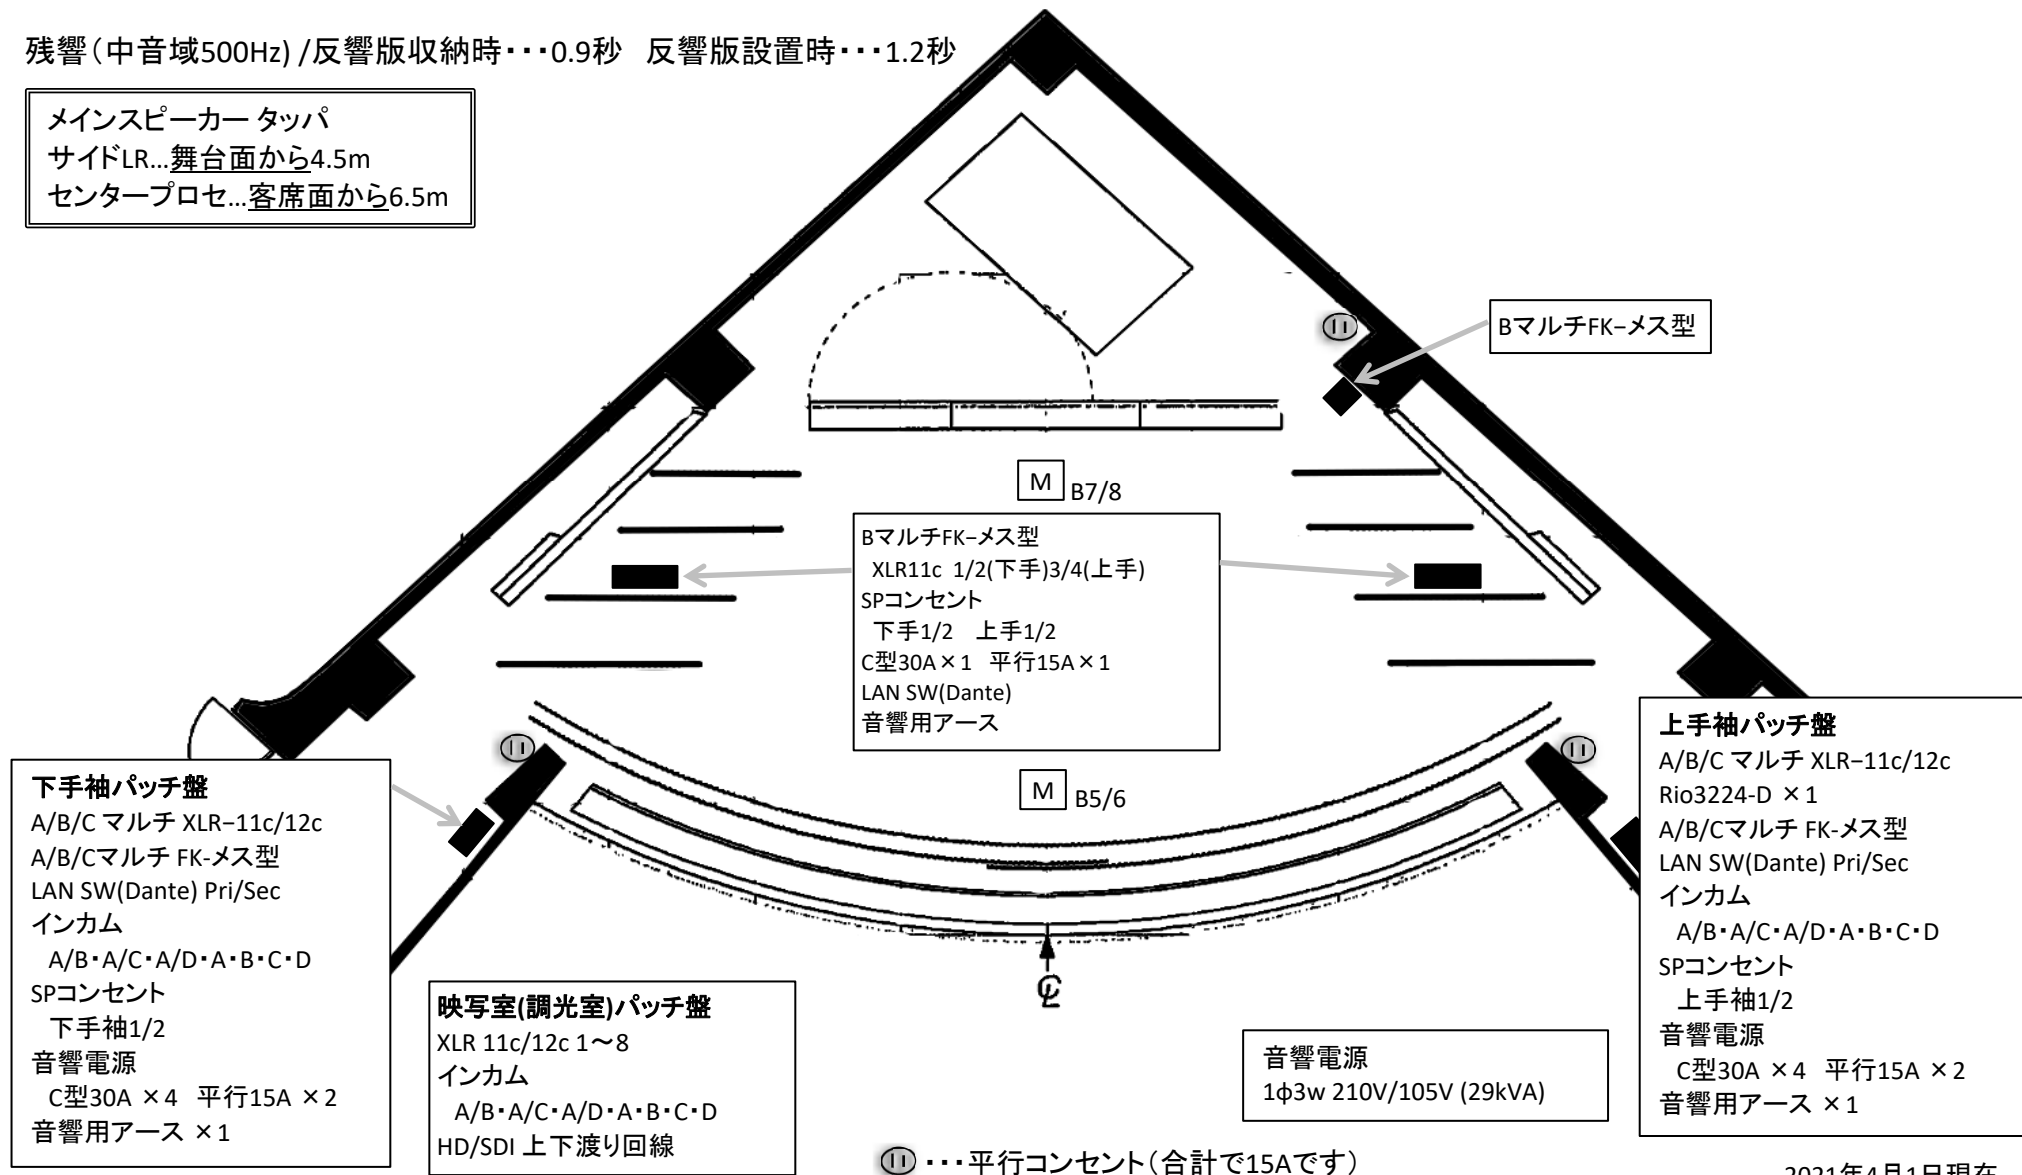 残響(中音域500Hz) /反響版収納時・・・0.9秒 反響版設置時・・・1.2秒
メインスピーカー タッパ
サイドLR…舞台面から4.5m
センタープロセ…客席面から6.5m
BマルチFK-メス型
M B7/8
BマルチFK-メス型
XLR11c 1/2(下手)3/4(上手)
SPコンセント
下手1/2 上手1/2
C型30A×1 平行15A×1
LAN SW(Dante)
音響用アース
M B5/6
下手袖パッチ盤
A/B/C マルチ XLR-11c/12c
A/B/Cマルチ FK-メス型
LAN SW(Dante) Pri/Sec
インカム
A/B・A/C・A/D・A・B・C・D
SPコンセント
下手袖1/2
音響電源
C型30A ×4 平行15A ×2
音響用アース ×1
映写室(調光室)パッチ盤
XLR 11c/12c 1~8
インカム
A/B・A/C・A/D・A・B・C・D
HD/SDI 上下渡り回線
CL
音響電源
1φ3w 210V/105V (29kVA)
上手袖パッチ盤
A/B/C マルチ XLR-11c/12c
Rio3224-D ×1
A/B/Cマルチ FK-メス型
LAN SW(Dante) Pri/Sec
インカム
A/B・A/C・A/D・A・B・C・D
SPコンセント
上手袖1/2
音響電源
C型30A ×4 平行15A ×2
音響用アース ×1
・・・平行コンセント(合計で15Aです)
2021年4月1日現在